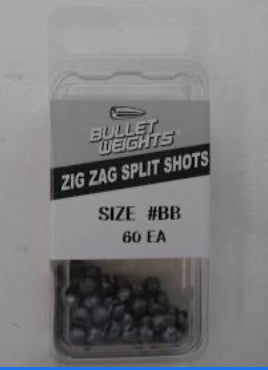 BULLET
WEIGHTS
ZIG ZAG SPLIT SHOTS
SIZE #BB
60 EA